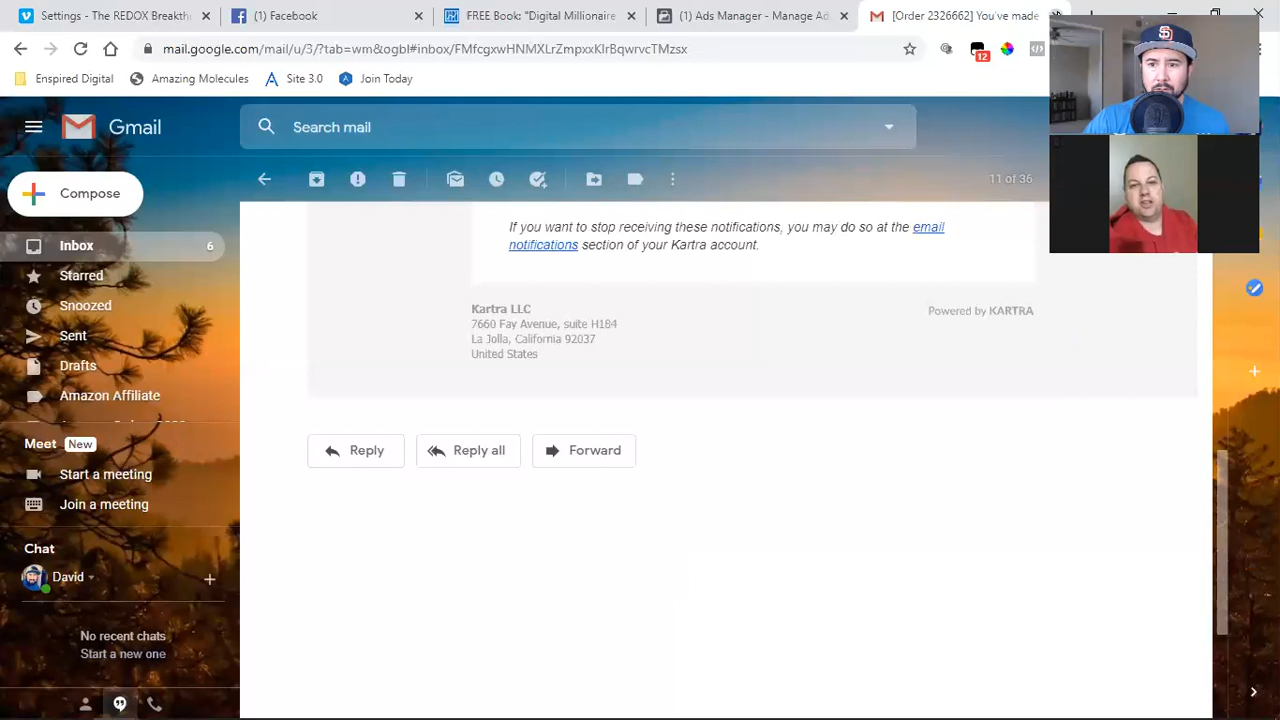 Settings - The REDOX Breakth
(1) Facebook
FREE Book: "Digital Millionaire
(1) Ads Manager - Manage Ad
[Order 2326662] You've made
mail.google.com/mail/u/3/?tab=wm&ogbl#inbox/FMfcgxwHNMXLrZmpxxKlrBqwrvcTMzsx
12
Enspired Digital
Amazing Molecules
Site 3.0
Join Today
Gmail
Search mail
Compose
11 of 36
Inbox 6
Starred
Snoozed
Sent
Drafts
Amazon Affiliate
Meet New
Start a meeting
Join a meeting
Chat
David
No recent chats
Start a new one
If you want to stop receiving these notifications, you may do so at the email
notifications section of your Kartra account.
Kartra LLC
7660 Fay Avenue, suite H184
La Jolla, California 92037
United States
Powered by KARTRA
Reply
Reply all
Forward